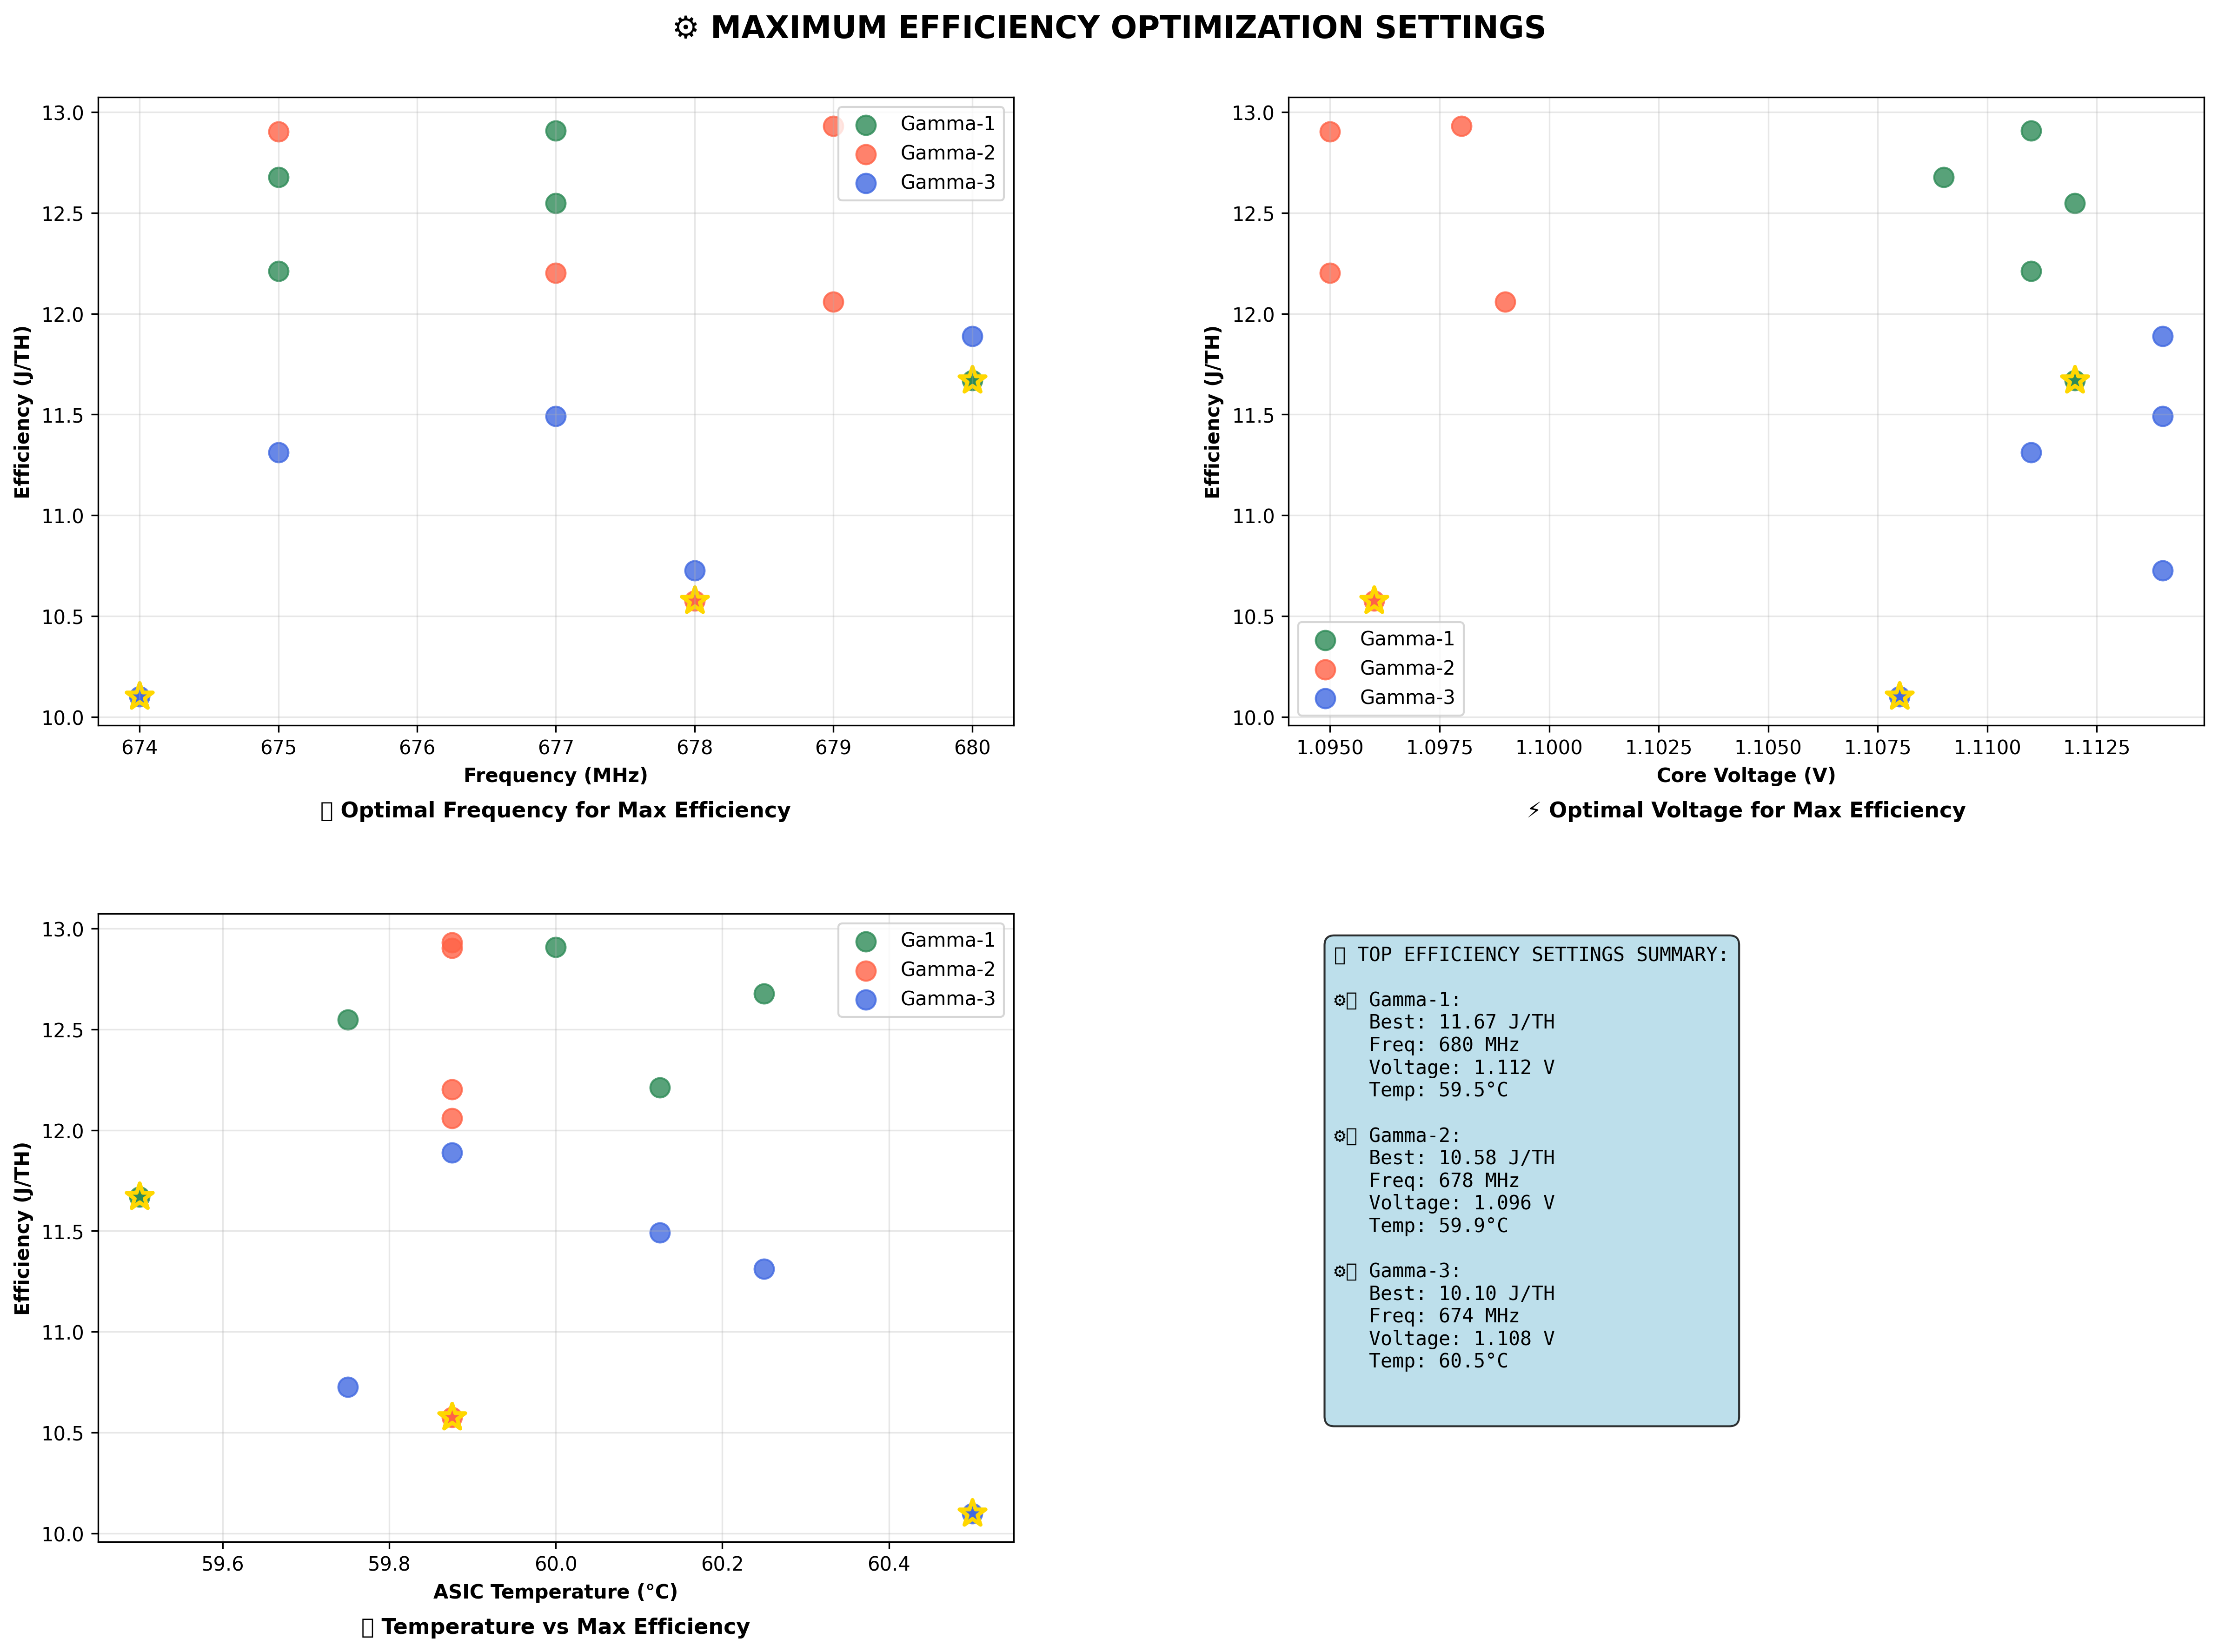 ⚙ MAXIMUM EFFICIENCY OPTIMIZATION SETTINGS
13.0
12.5
12.0
11.5
11.0
10.5
10.0
Efficiency (J/TH)
Gamma-1
Gamma-2
Gamma-3
674 675 676 677 678 679 680
Frequency (MHz)
Optimal Frequency for Max Efficiency
13.0
12.5
12.0
11.5
11.0
10.5
10.0
Efficiency (J/TH)
Gamma-1
Gamma-2
Gamma-3
1.0950 1.0975 1.1000 1.1025 1.1050 1.1075 1.1100 1.1125
Core Voltage (V)
⚡ Optimal Voltage for Max Efficiency
13.0
12.5
12.0
11.5
11.0
10.5
10.0
Efficiency (J/TH)
Gamma-1
Gamma-2
Gamma-3
59.6 59.8 60.0 60.2 60.4
ASIC Temperature (°C)
Temperature vs Max Efficiency
TOP EFFICIENCY SETTINGS SUMMARY:
⚙ Gamma-1:
Best: 11.67 J/TH
Freq: 680 MHz
Voltage: 1.112 V
Temp: 59.5°C
⚙ Gamma-2:
Best: 10.58 J/TH
Freq: 678 MHz
Voltage: 1.096 V
Temp: 59.9°C
⚙ Gamma-3:
Best: 10.10 J/TH
Freq: 674 MHz
Voltage: 1.108 V
Temp: 60.5°C